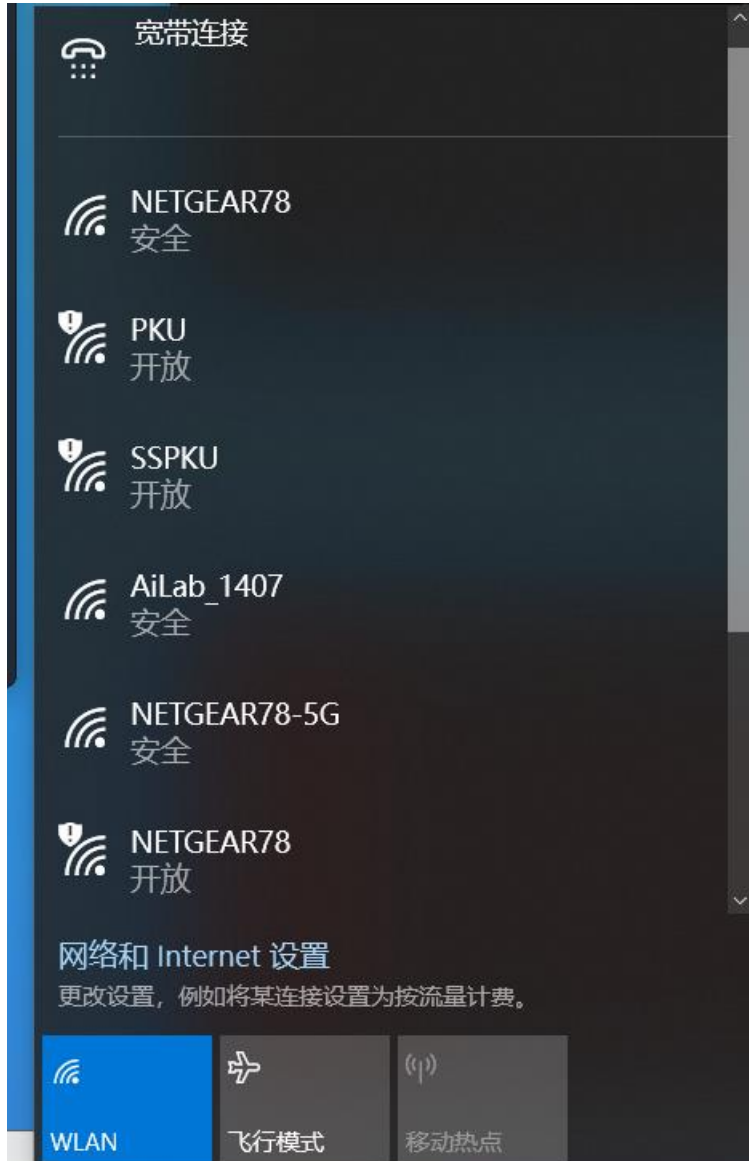 宽带连接
NETGEAR78
安全
PKU
开放
SSPKU
开放
AiLab_1407
安全
NETGEAR78-5G
安全
NETGEAR78
开放
网络和 Internet 设置
更改设置，例如将某连接设置为按流量计费。
WLAN
飞行模式
移动热点